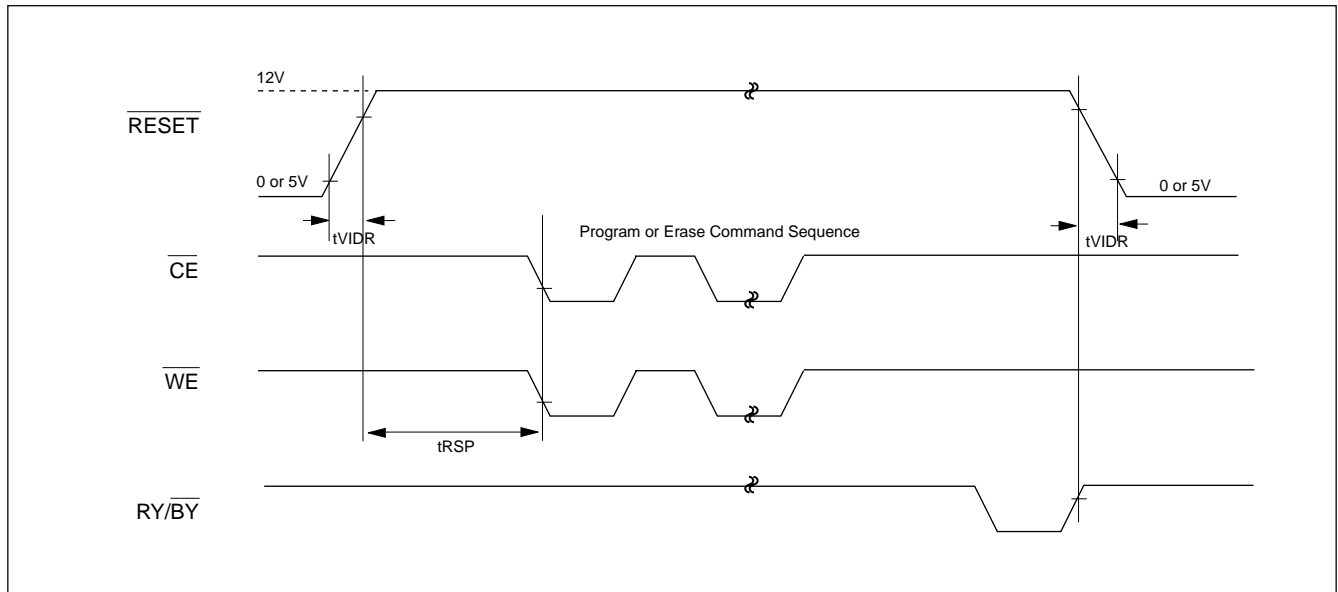 12V
RESET
0 or 5V
0 or 5V
tVIDR
tVIDR
Program or Erase Command Sequence
CE
WE
tRSP
RY/BY